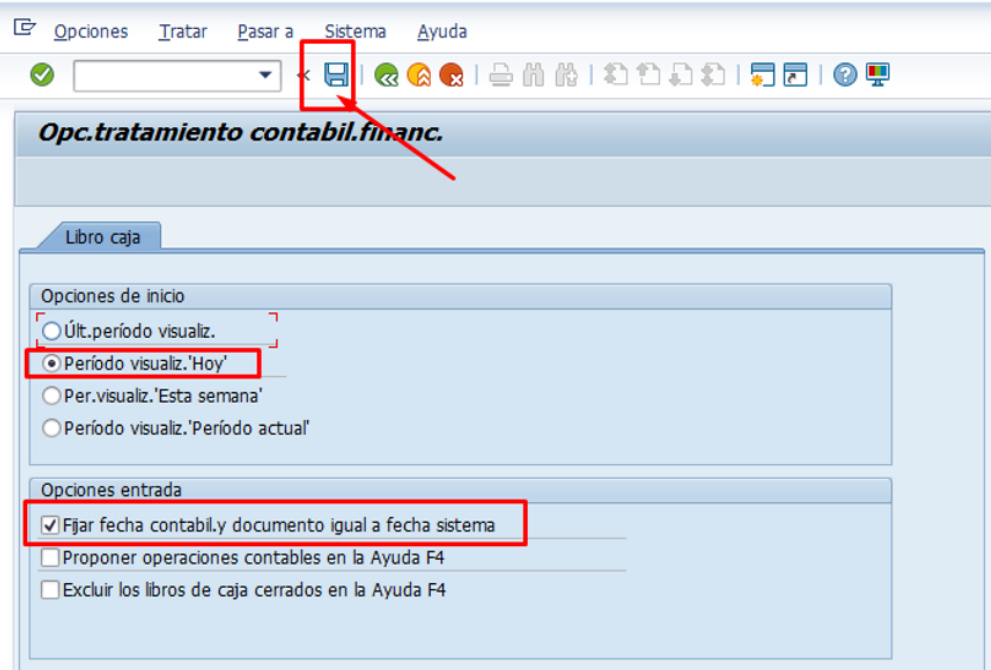 Opciones Tratar Pasar a Sistema Ayuda
Opc.tratamiento contabil.financ.
Libro caja
Opciones de inicio
Últ.período visualiz.
Período visualiz.'Hoy'
Per.visualiz.'Esta semana'
Período visualiz.'Período actual'
Opciones entrada
Fijar fecha contabil.y documento igual a fecha sistema
Proponer operaciones contables en la Ayuda F4
Excluir los libros de caja cerrados en la Ayuda F4